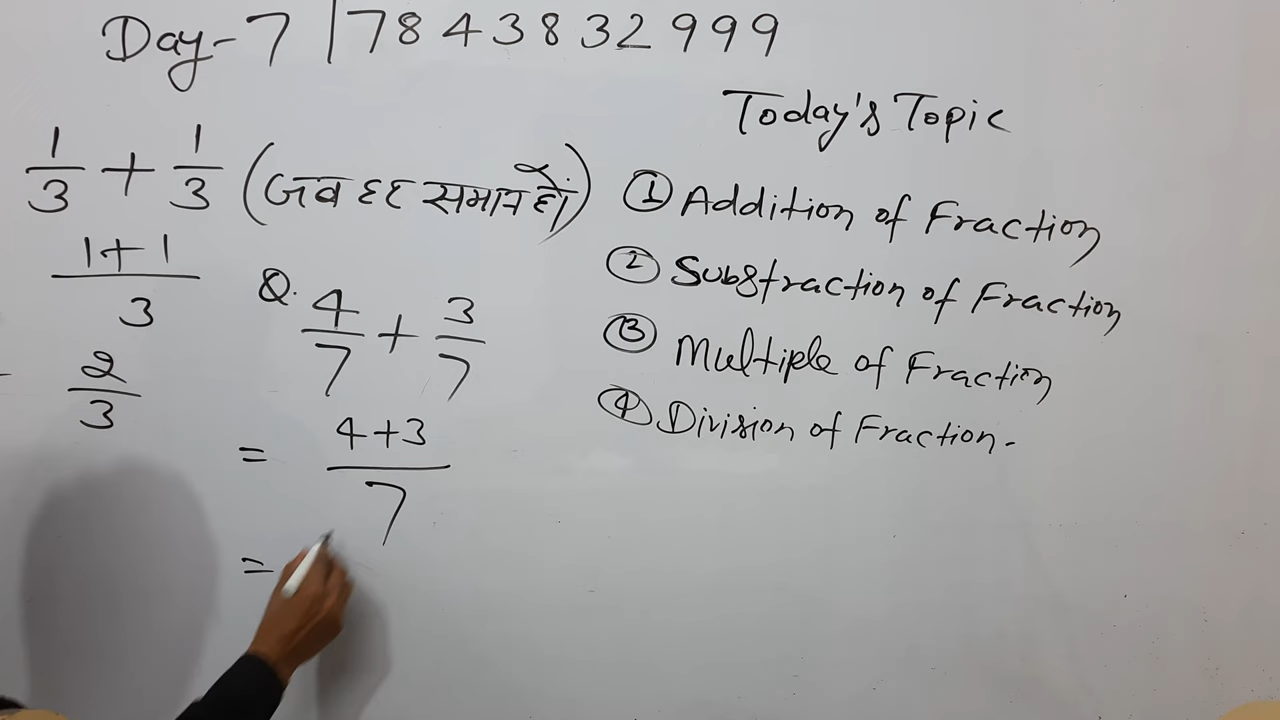 Day-7 | 7843832999
Today's Topic
1/3 + 1/3 (जब हर समान हों)
1+1/3
2/3
Q. 4/7 + 3/7
= 4+3/7
=
① Addition of Fraction
② Substraction of Fraction
③ Multiple of Fraction
④ Division of Fraction-